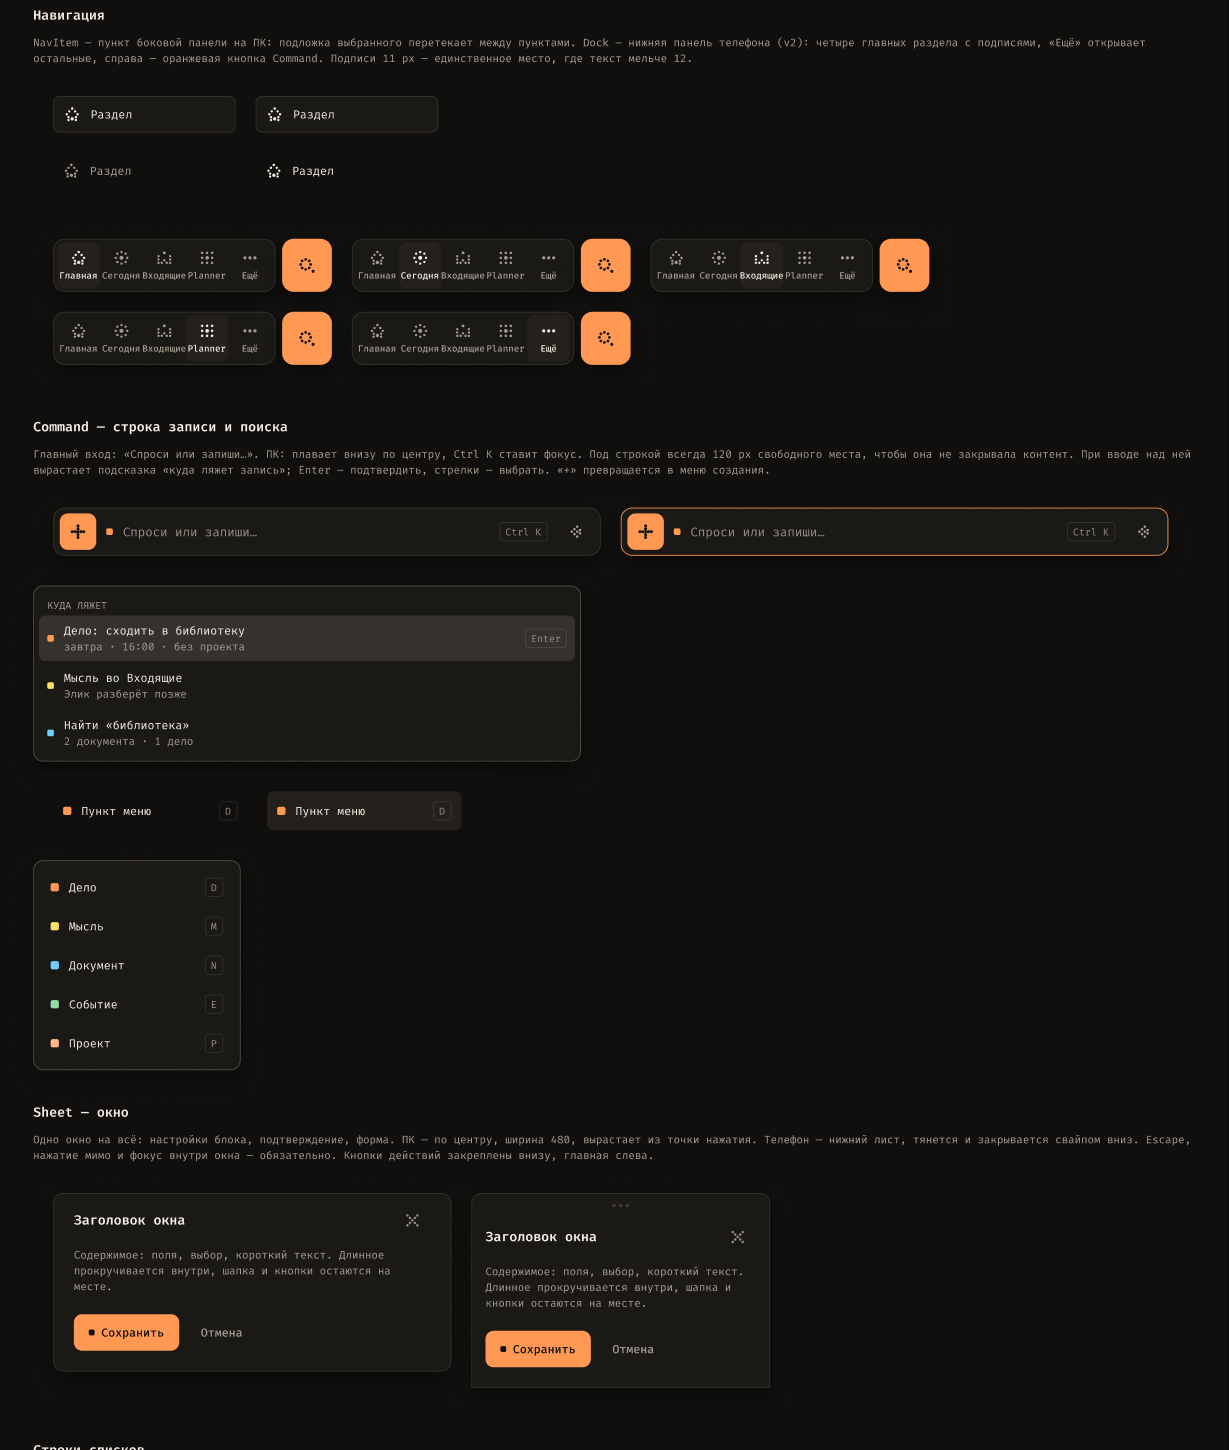 Навигация
NavItem — пункт боковой панели на ПК: подложка выбранного перетекает между пунктами. Dock — нижняя панель телефона (v2): четыре главных раздела с подписями, «Ещё» открывает
остальные, справа — оранжевая кнопка Command. Подписи 11 px — единственное место, где текст мельче 12.
Раздел Раздел
Раздел Раздел
Главная Сегодня Входящие Planner Ещё Главная Сегодня Входящие Planner Ещё Главная Сегодня Входящие Planner Ещё
Главная Сегодня Входящие Planner Ещё Главная Сегодня Входящие Planner Ещё
Command — строка записи и поиска
Главный вход: «Спроси или запиши…». ПК: плавает внизу по центру, Ctrl K ставит фокус. Под строкой всегда 120 px свободного места, чтобы она не закрывала контент. При вводе над ней
вырастает подсказка «куда ляжет запись»; Enter — подтвердить, стрелки — выбрать. «+» превращается в меню создания.
Спроси или запиши… Ctrl K Спроси или запиши… Ctrl K
КУДА ЛЯЖЕТ
Дело: сходить в библиотеку
завтра · 16:00 · без проекта
Enter
Мысль во Входящие
Элик разберёт позже
Найти «библиотека»
2 документа · 1 дело
Пункт меню D Пункт меню D
Дело D
Мысль M
Документ N
Событие E
Проект P
Sheet — окно
Одно окно на всё: настройки блока, подтверждение, форма. ПК — по центру, ширина 480, вырастает из точки нажатия. Телефон — нижний лист, тянется и закрывается свайпом вниз. Escape,
нажатие мимо и фокус внутри окна — обязательно. Кнопки действий закреплены внизу, главная слева.
Заголовок окна
Содержимое: поля, выбор, короткий текст. Длинное
прокручивается внутри, шапка и кнопки остаются на
месте.
Сохранить Отмена
Заголовок окна
Содержимое: поля, выбор, короткий текст.
Длинное прокручивается внутри, шапка и
кнопки остаются на месте.
Сохранить Отмена
Строки списков